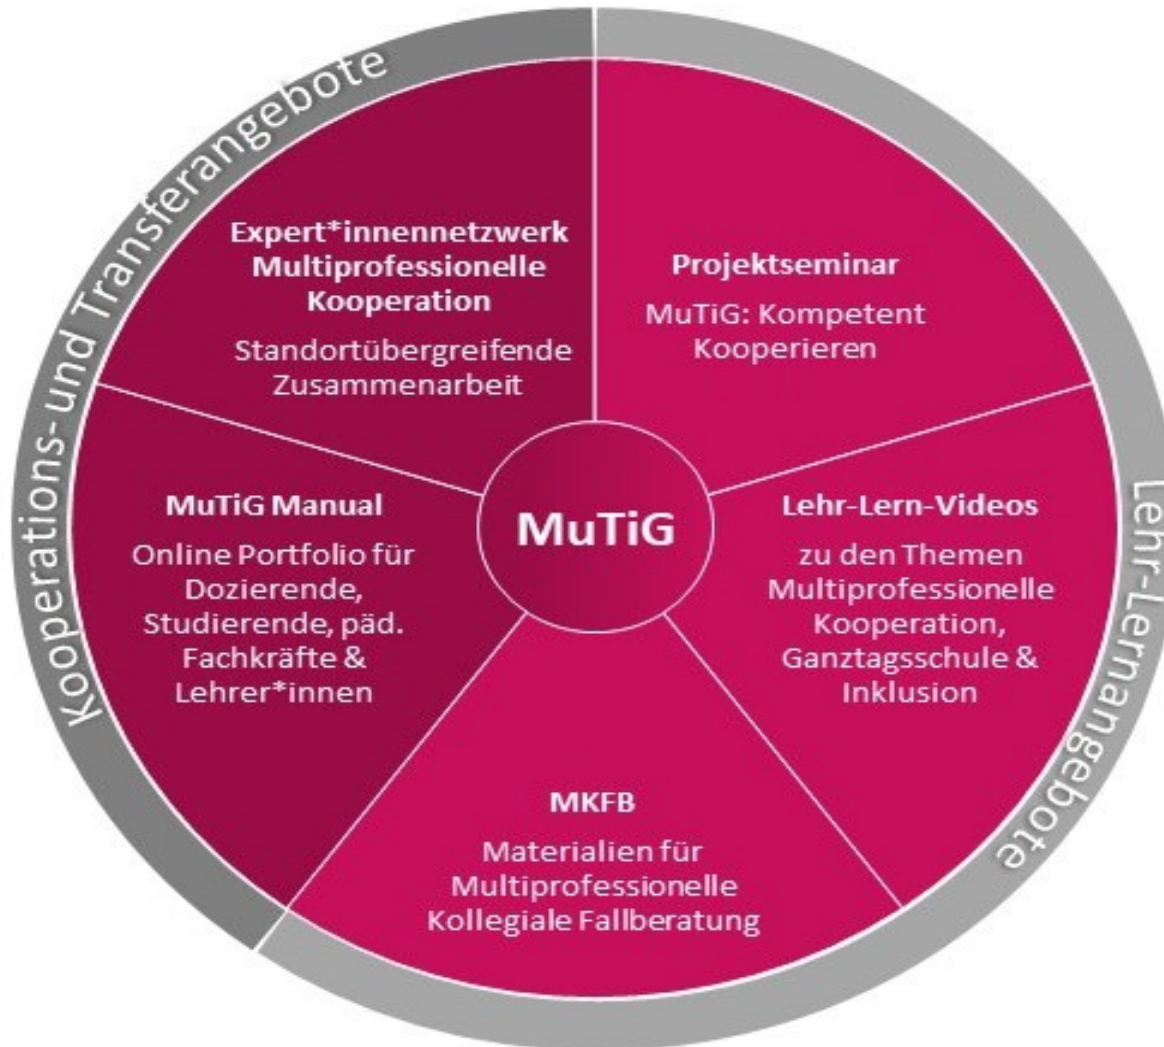 Kooperations- und Transferangebote
Expert*innennetzwerk
Multiprofessionelle
Kooperation
Standortübergreifende
Zusammenarbeit
Projektseminar
MuTiG: Kompetent
Kooperieren
MuTiG Manual
Online Portfolio für
Dozierende,
Studierende, päd.
Fachkräfte &
Lehrer*innen
MuTiG
Lehr-Lern-Videos
zu den Themen
Multiprofessionelle
Kooperation,
Ganztagsschule &
Inklusion
MKFB
Materialien für
Multiprofessionelle
Kollegiale Fallberatung
Lehr-Lernangebote